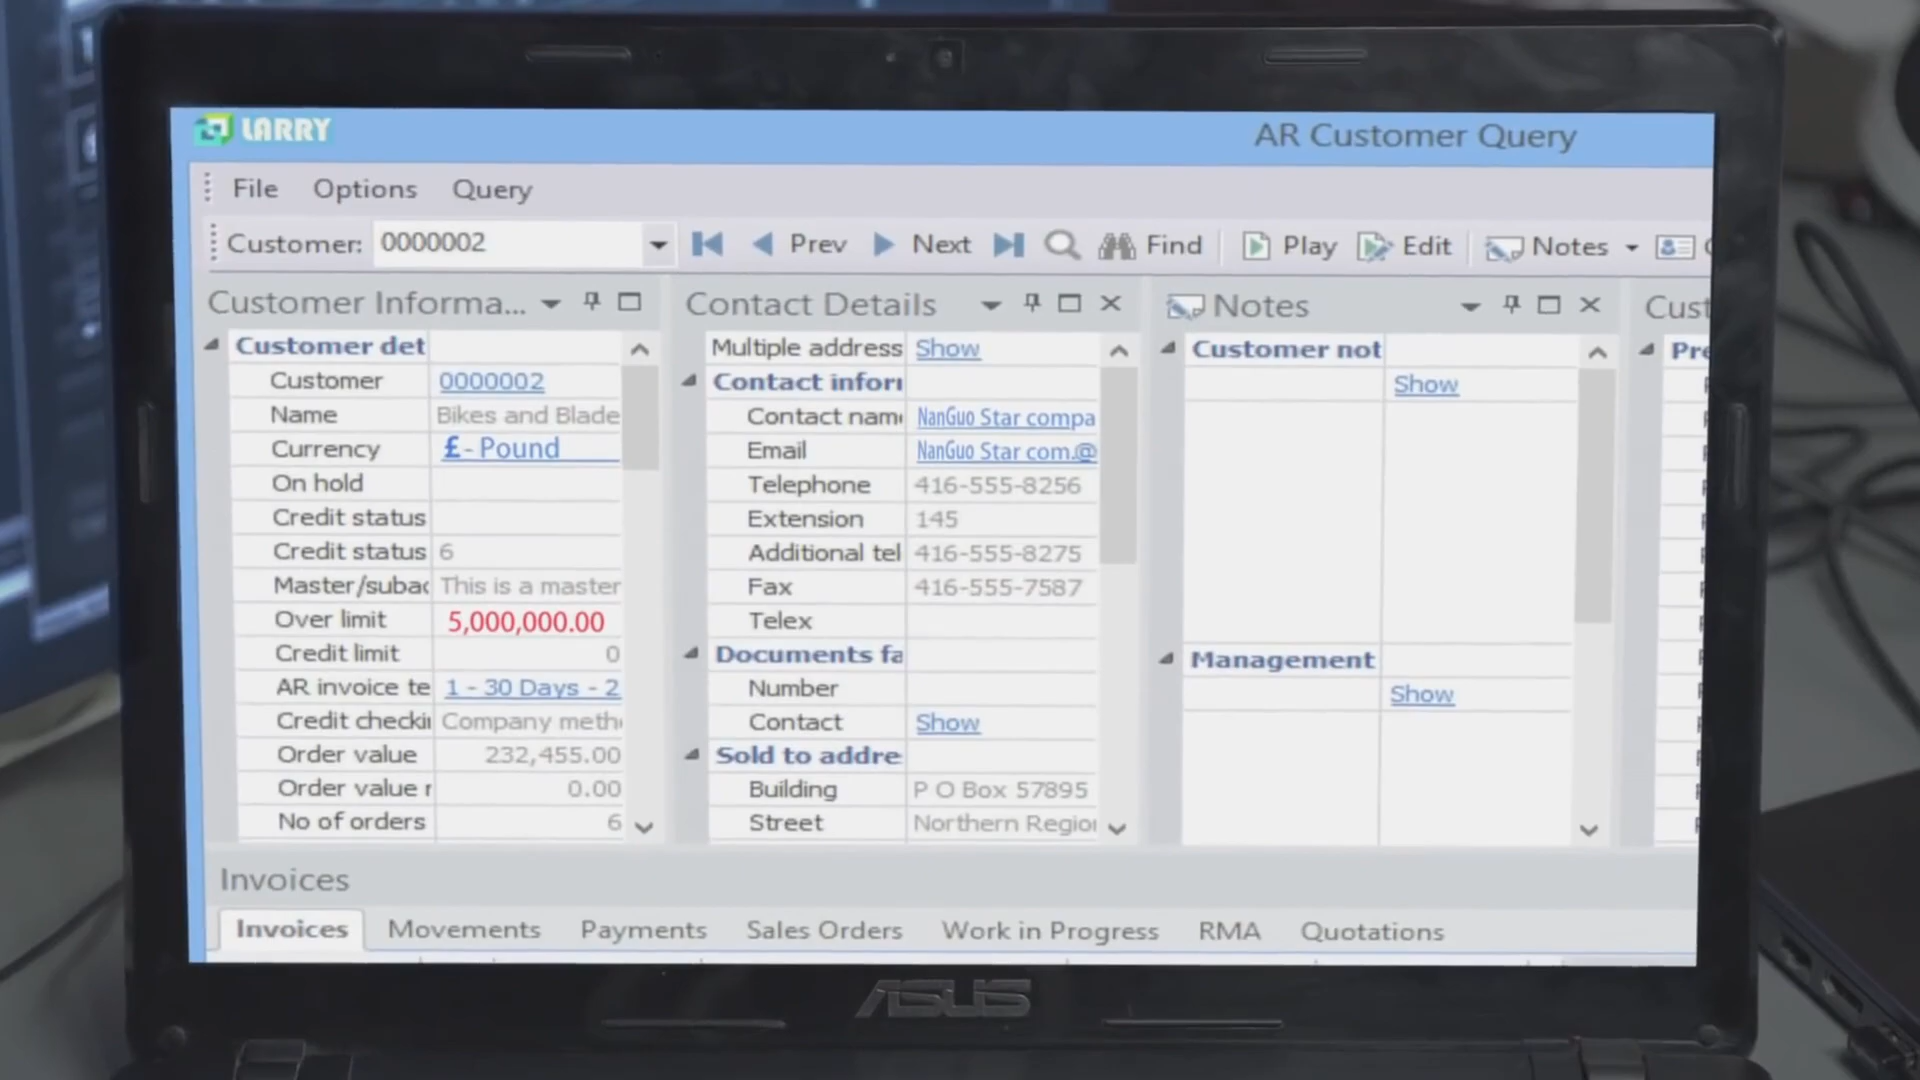 LARRY
AR Customer Query
File Options Query
Customer: 0000002 Prev Next Find Play Edit Notes
Customer Informa...
Customer det
Customer 0000002
Name Bikes and Blade
Currency £ - Pound
On hold
Credit status
Credit status 6
Master/subac This is a master
Over limit 5,000,000.00
Credit limit 0
AR invoice te 1 - 30 Days - 2
Credit checki Company meth
Order value 232,455.00
Order value r 0.00
No of orders 6
Contact Details
Multiple address Show
Contact infor
Contact nam NanGuo Star compa
Email NanGuo Star com.@
Telephone 416-555-8256
Extension 145
Additional tel 416-555-8275
Fax 416-555-7587
Telex
Documents fa
Number
Contact Show
Sold to addre
Building P O Box 57895
Street Northern Region
Notes
Customer not
Show
Management
Show
Cust
Pre
Invoices
Invoices Movements Payments Sales Orders Work in Progress RMA Quotations
ASUS